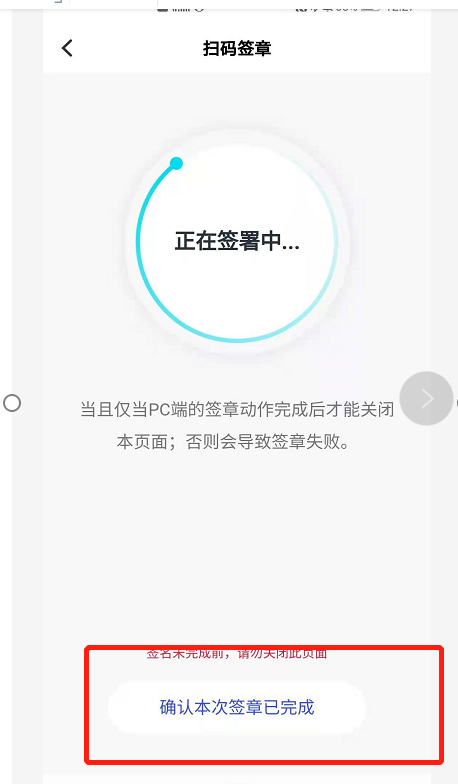 扫码签章
正在签署中...
当且仅当PC端的签章动作完成后才能关闭
本页面；否则会导致签章失败。
签名未完成前，请勿关闭此页面
确认本次签章已完成